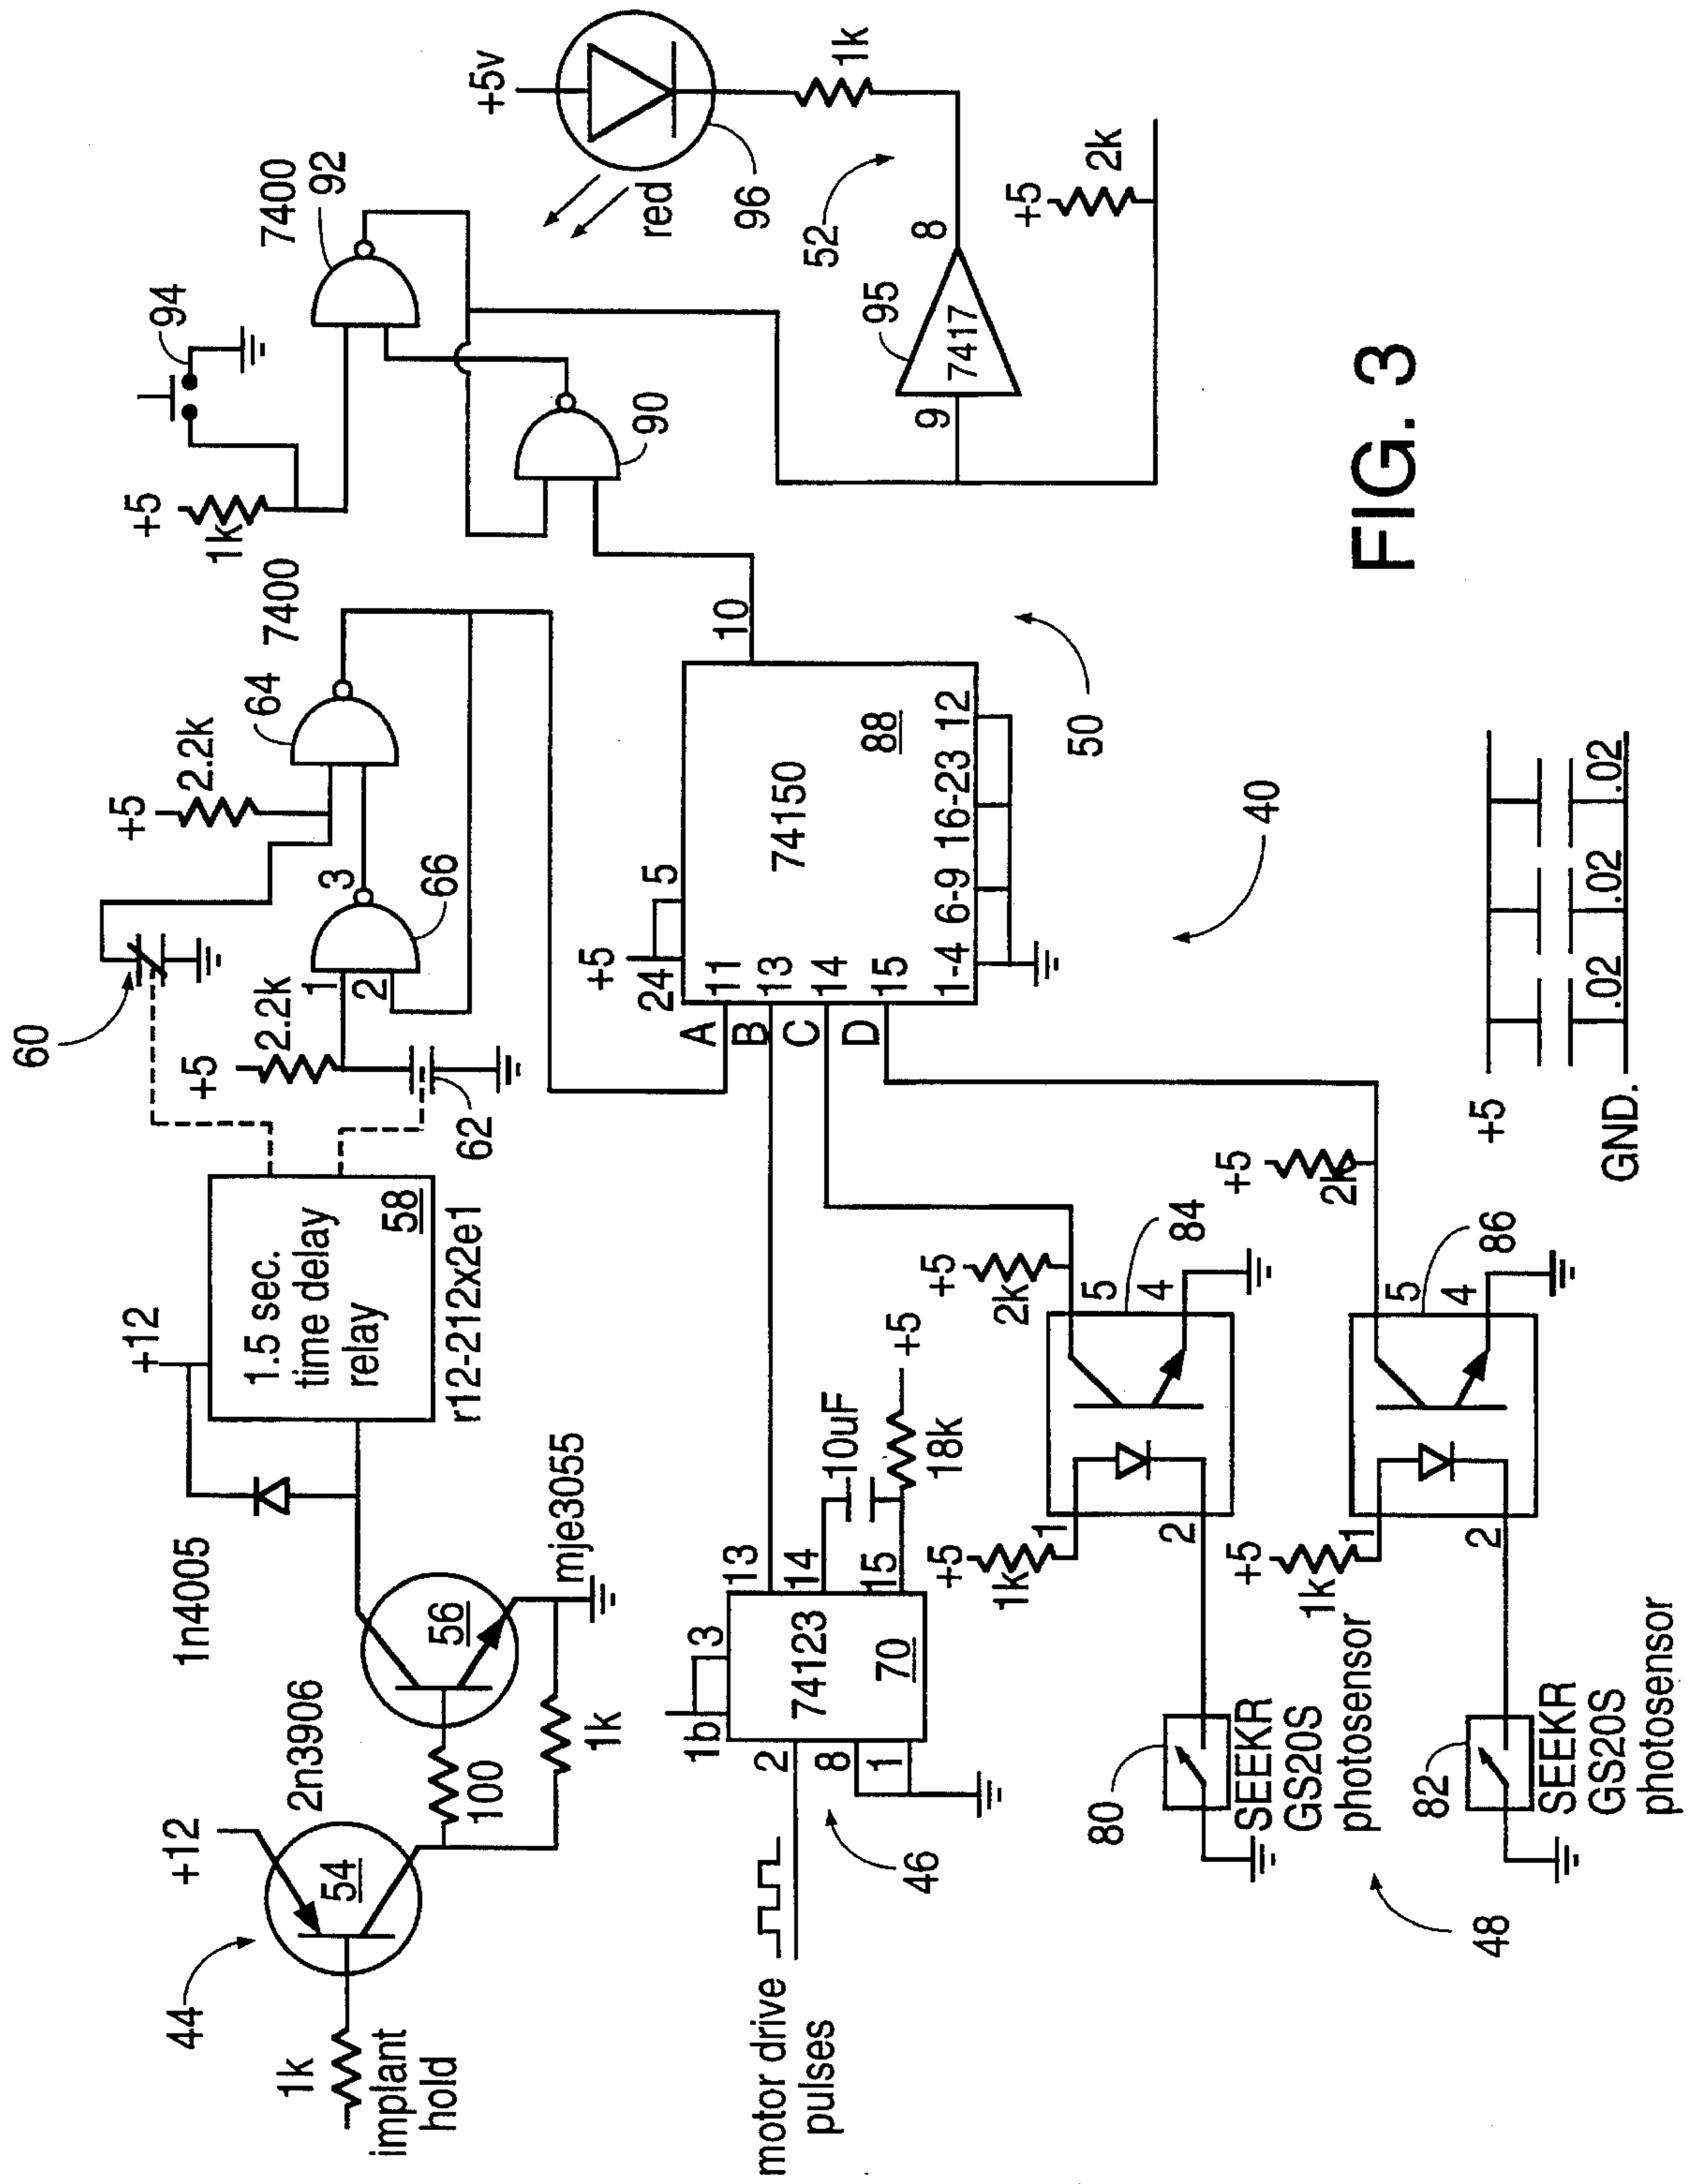 44
+12
54
1k
implant
hold
2n3906
100
1k
56
mje3055
1n4005
+12
1.5 sec.
time delay
relay
58
r12-212x2e1
60
62
+5
2.2k
1
2
3
66
+5
2.2k
64
7400
+5
1k
94
7400
92
90
+5v
red
96
1k
52
95
7417
9
8
+5
2k
motor drive
pulses
46
2
8
1
1b
3
74123
70
13
14
15
10uF
18k
+5
A
B
C
D
+5
24
5
11
13
14
15
74150
88
1-4
6-9
16-23
12
10
50
40
48
80
SEEKR
GS20S
photosensor
+5
1k
1
2
5
4
84
+5
2k
82
SEEKR
GS20S
photosensor
+5
1k
1
2
5
4
86
+5
2k
+5
GND.
.02
.02
.02
FIG. 3